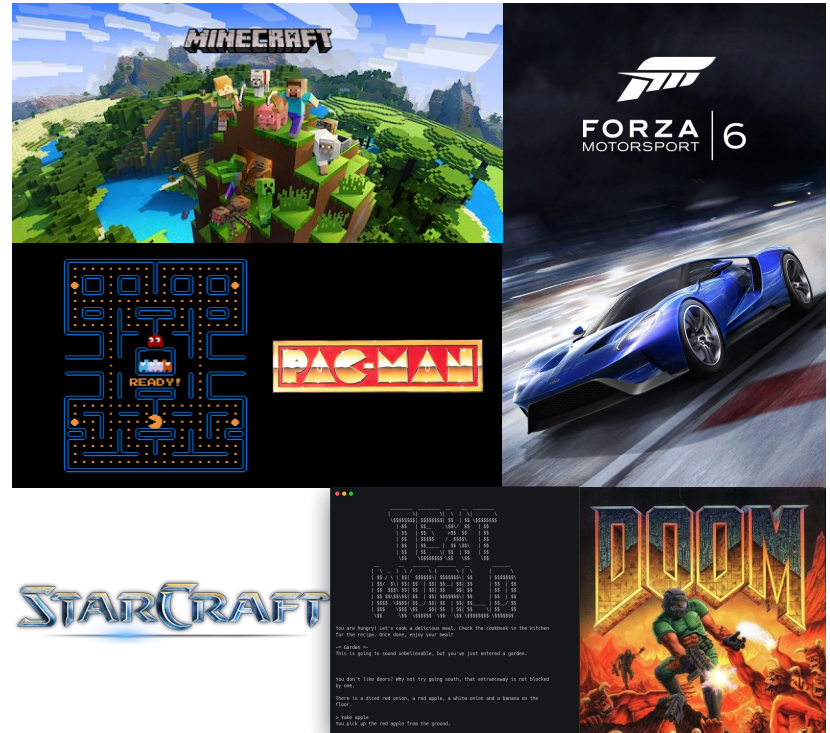 MINECRAFT
FORZA
MOTORSPORT
6
READY!
PAC-MAN
STARCRAFT
TEXT
WORLD
You are hungry! Let's cook a delicious meal. Check the cookbook in the kitchen
for the recipe. Once done, enjoy your meal!
-= Garden =-
This is going to sound unbelievable, but you've just entered a garden.
You don't like doors? Why not try going south, that entranceway is not blocked
by one.
There is a diced red onion, a red apple, a white onion and a banana on the
floor.
> take apple
You pick up the red apple from the ground.
DOOM